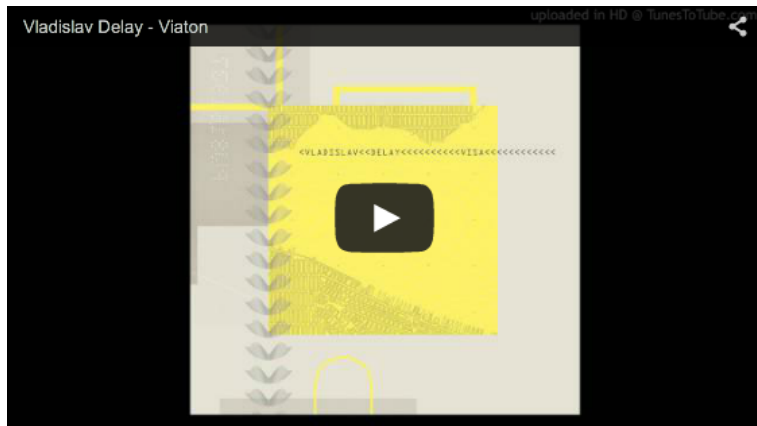 uploaded in HD @ TunesToTube.com
Vladislav Delay - Viaton
<VLADISLAV<<DELAY<<<<<<<<<<<VISA<<<<<<<<<<<<<